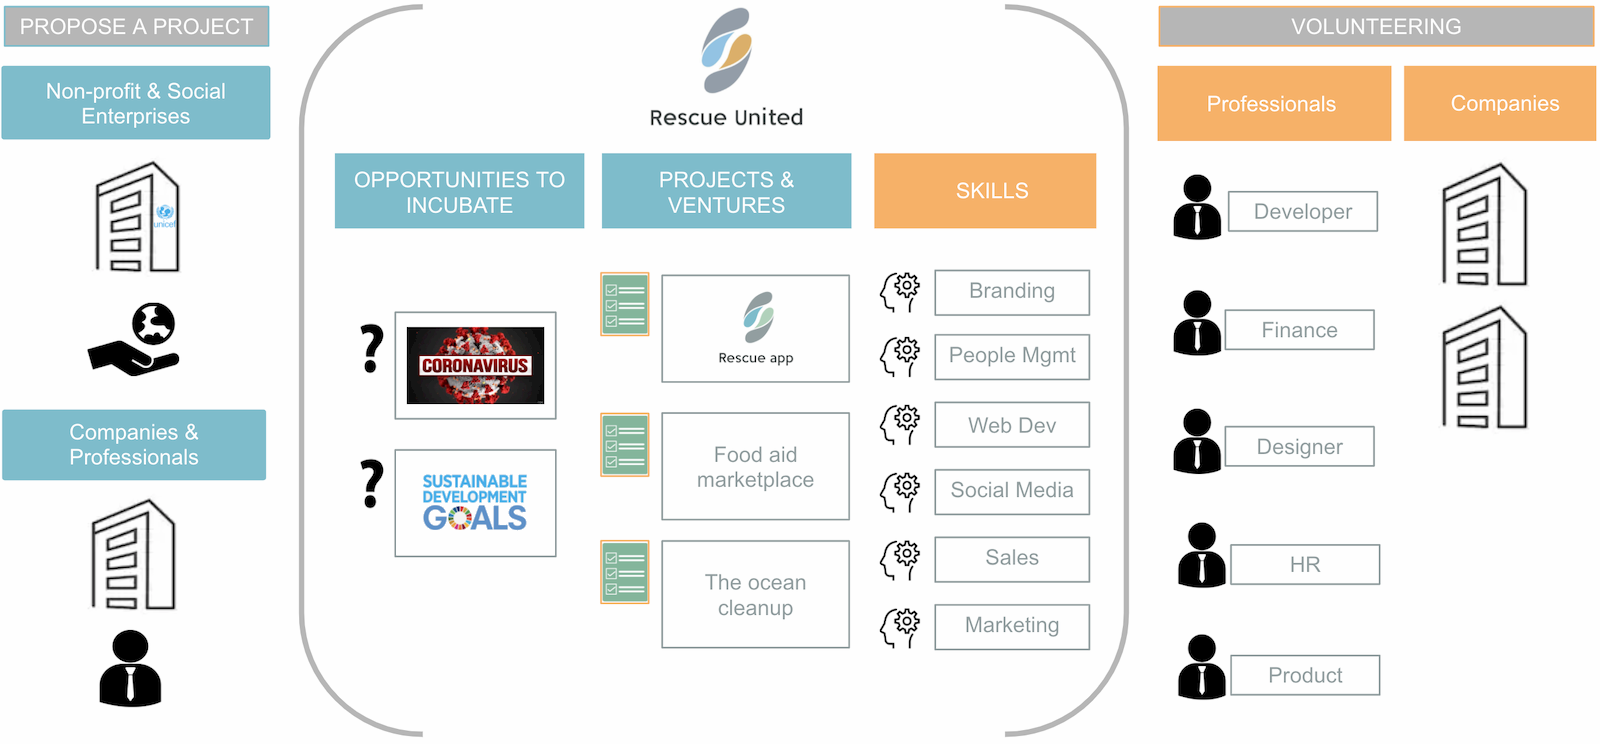 PROPOSE A PROJECT
Non-profit & Social
Enterprises
unicef
Companies &
Professionals
Rescue United
OPPORTUNITIES TO
INCUBATE
?
CORONAVIRUS
?
SUSTAINABLE
DEVELOPMENT
GOALS
PROJECTS &
VENTURES
Rescue app
Food aid
marketplace
The ocean
cleanup
SKILLS
Branding
People Mgmt
Web Dev
Social Media
Sales
Marketing
VOLUNTEERING
Professionals
Developer
Finance
Designer
HR
Product
Companies